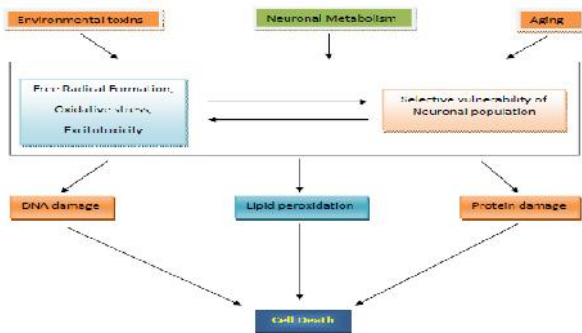 Environmental toxins
Neuronal Metabolism
Aging
Free Radical Formation,
Oxidative stress,
Excitotoxicity
Selective vulnerability of
Neuronal population
DNA damage
Lipid peroxidation
Protein damage
Cell Death